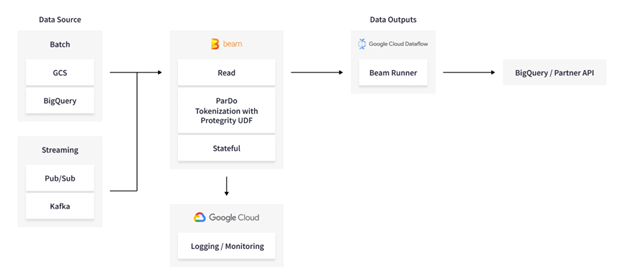 Data Source
Data Outputs
Batch
GCS
BigQuery
Streaming
Pub/Sub
Kafka
beam
Read
ParDo
Tokenization with
Protegrity UDF
Stateful
Google Cloud
Logging / Monitoring
Google Cloud Dataflow
Beam Runner
BigQuery / Partner API